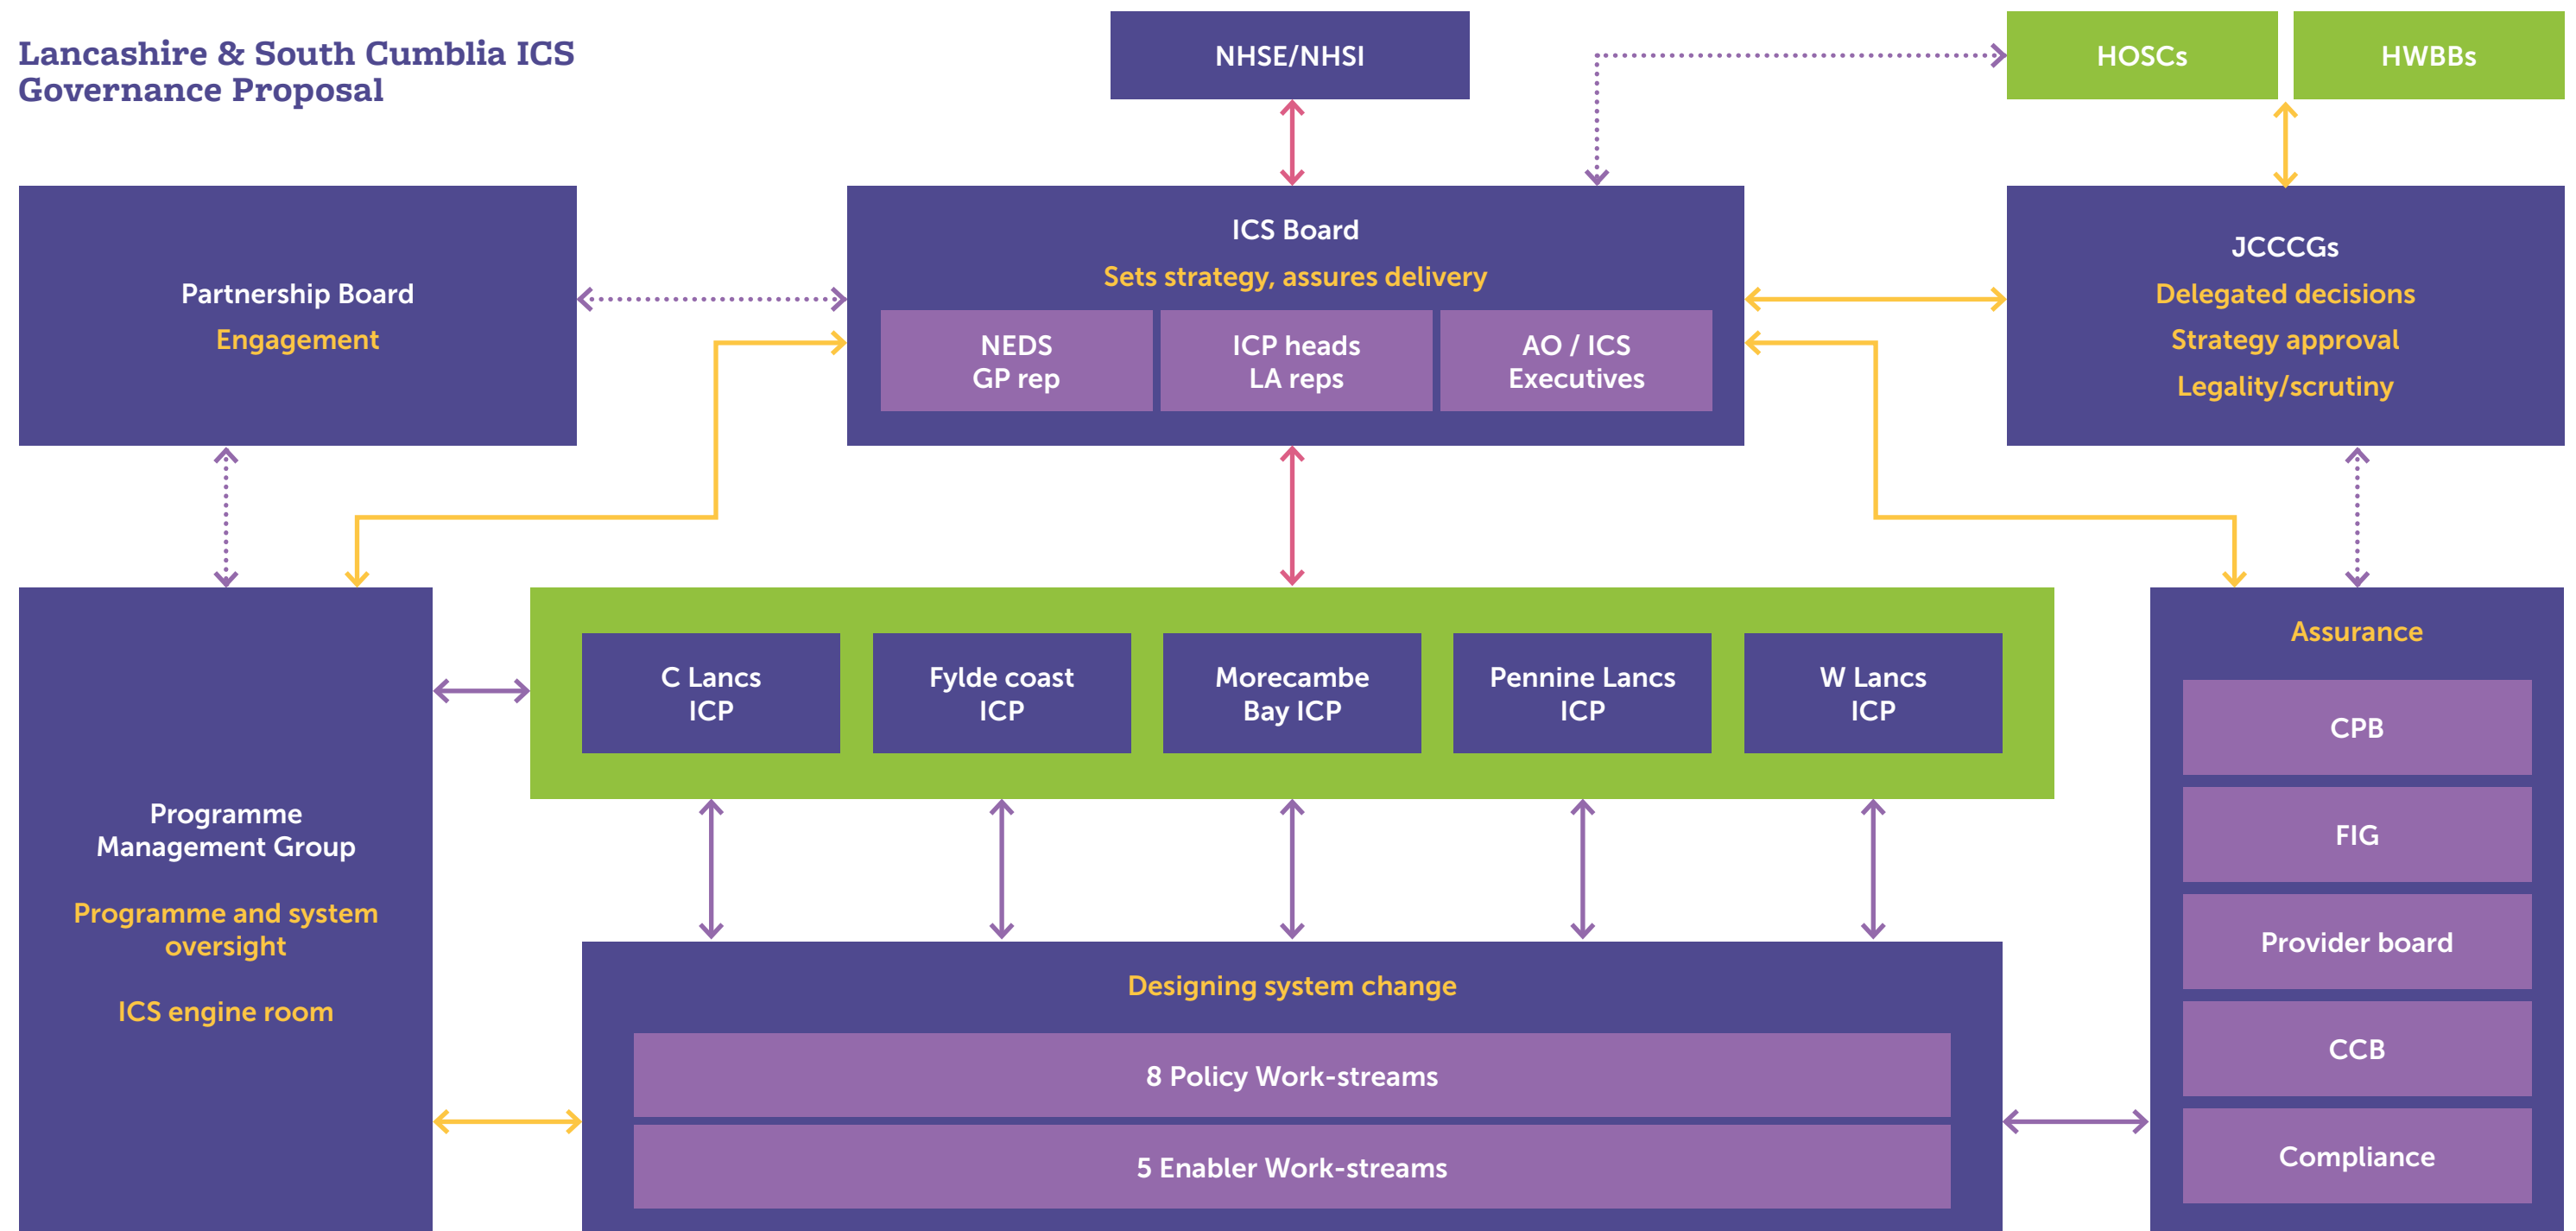 Lancashire & South Cumblia ICS
Governance Proposal
NHSE/NHSI
HOSCs
HWBBs
Partnership Board
Engagement
ICS Board
Sets strategy, assures delivery
NEDS
GP rep
ICP heads
LA reps
AO / ICS
Executives
JCCCGs
Delegated decisions
Strategy approval
Legality/scrutiny
Programme
Management Group
Programme and system
oversight
ICS engine room
C Lancs
ICP
Fylde coast
ICP
Morecambe
Bay ICP
Pennine Lancs
ICP
W Lancs
ICP
Designing system change
8 Policy Work-streams
5 Enabler Work-streams
Assurance
CPB
FIG
Provider board
CCB
Compliance